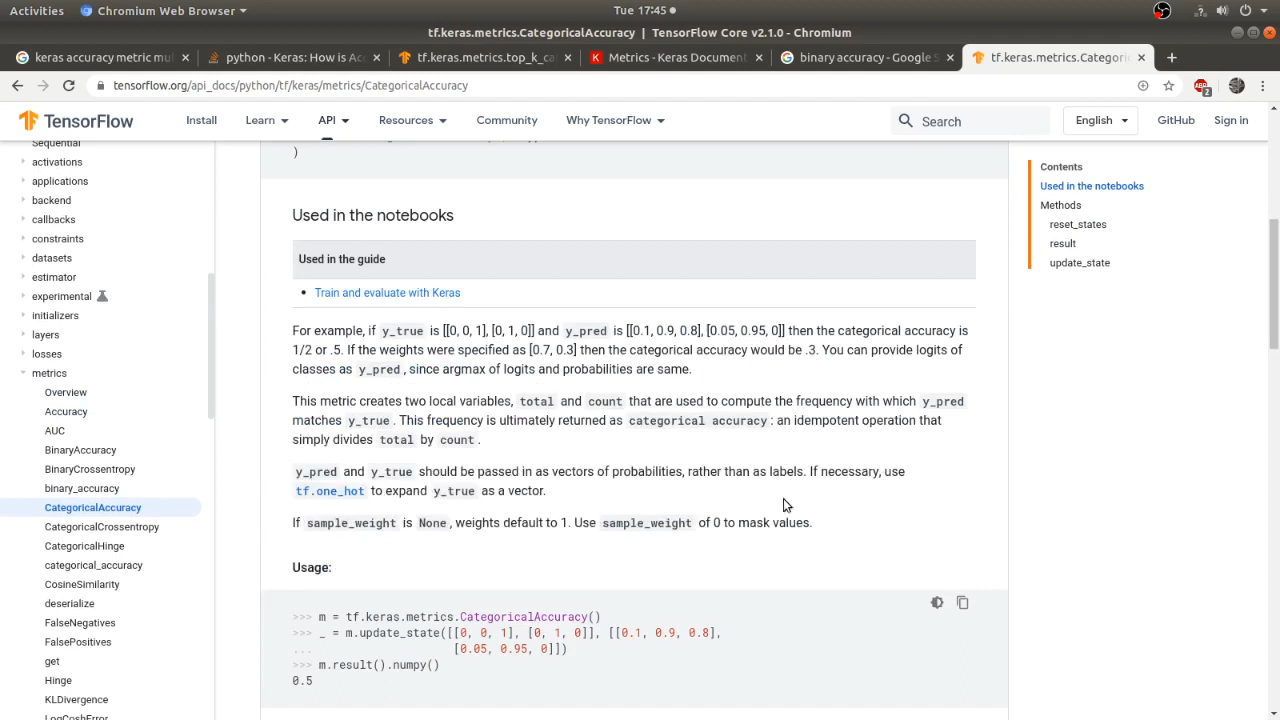 Activities Chromium Web Browser Tue 17:45
tf.keras.metrics.CategoricalAccuracy | TensorFlow Core v2.1.0 - Chromium
keras accuracy metric mul python - Keras: How is Acc tf.keras.metrics.top_k_ca Metrics - Keras Document binary accuracy - Google S tf.keras.metrics.Categori
tensorflow.org/api_docs/python/tf/keras/metrics/CategoricalAccuracy
ABP
2
TensorFlow Install Learn API Resources Community Why TensorFlow Search English GitHub Sign in
Sequential
activations
applications
backend
callbacks
constraints
datasets
estimator
experimental
initializers
layers
losses
metrics
Overview
Accuracy
AUC
BinaryAccuracy
BinaryCrossentropy
binary_accuracy
CategoricalAccuracy
CategoricalCrossentropy
CategoricalHinge
categorical_accuracy
CosineSimilarity
deserialize
FalseNegatives
FalsePositives
get
Hinge
KLDivergence
LogCoshError
)
Used in the notebooks
Used in the guide
• Train and evaluate with Keras
For example, if y_true is [[0, 0, 1], [0, 1, 0]] and y_pred is [[0.1, 0.9, 0.8], [0.05, 0.95, 0]] then the categorical accuracy is
1/2 or .5. If the weights were specified as [0.7, 0.3] then the categorical accuracy would be .3. You can provide logits of
classes as y_pred, since argmax of logits and probabilities are same.
This metric creates two local variables, total and count that are used to compute the frequency with which y_pred
matches y_true. This frequency is ultimately returned as categorical accuracy: an idempotent operation that
simply divides total by count.
y_pred and y_true should be passed in as vectors of probabilities, rather than as labels. If necessary, use
tf.one_hot to expand y_true as a vector.
If sample_weight is None, weights default to 1. Use sample_weight of 0 to mask values.
Usage:
>>> m = tf.keras.metrics.CategoricalAccuracy()
>>> _ = m.update_state([[0, 0, 1], [0, 1, 0]], [[0.1, 0.9, 0.8],
... [0.05, 0.95, 0]])
>>> m.result().numpy()
0.5
Contents
Used in the notebooks
Methods
reset_states
result
update_state